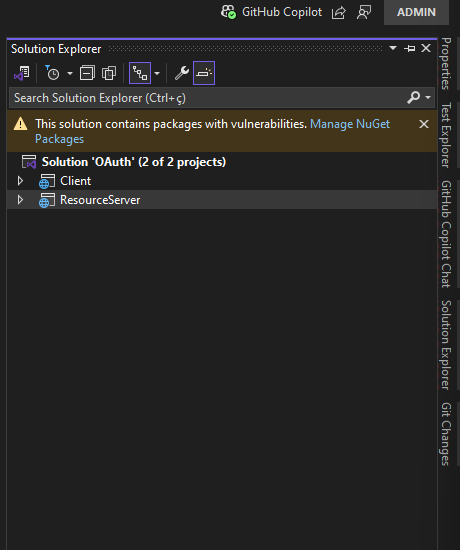 GitHub Copilot
ADMIN
Solution Explorer
Search Solution Explorer (Ctrl+ç)
This solution contains packages with vulnerabilities. Manage NuGet
Packages
Solution 'OAuth' (2 of 2 projects)
Client
ResourceServer
Properties
Test Explorer
GitHub Copilot Chat
Solution Explorer
Git Changes